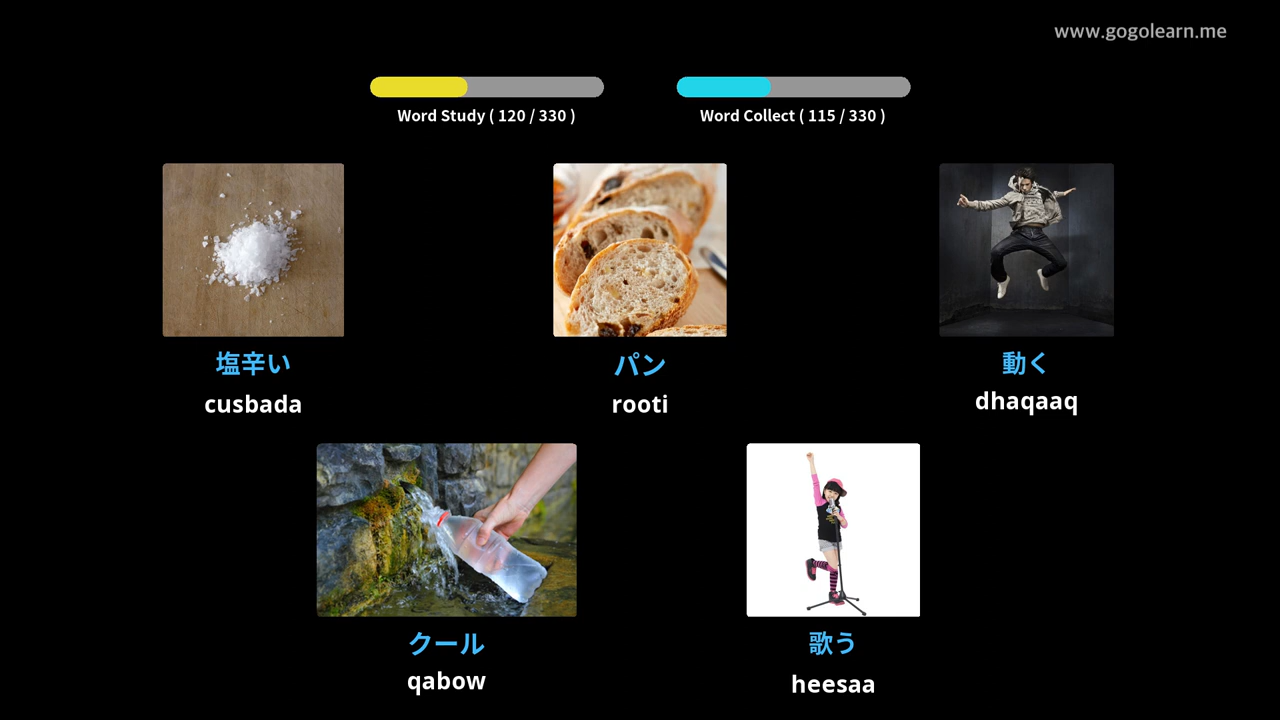 www.gogolearn.me
Word Study ( 120 / 330 )
Word Collect ( 115 / 330 )
塩辛い
cusbada
パン
rooti
動く
dhaqaaq
クール
qabow
歌う
heesaa